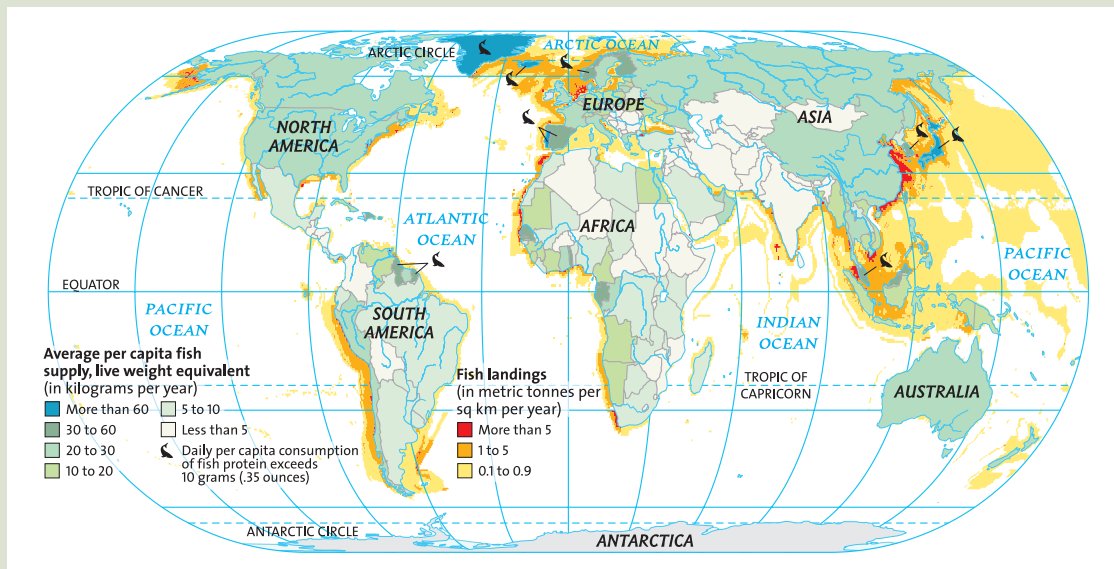 ARCTIC CIRCLE
ARCTIC OCEAN
EUROPE
ASIA
NORTH
AMERICA
TROPIC OF CANCER
ATLANTIC
OCEAN
AFRICA
PACIFIC
OCEAN
EQUATOR
PACIFIC
OCEAN
SOUTH
AMERICA
INDIAN
OCEAN
TROPIC OF
CAPRICORN
AUSTRALIA
Average per capita fish
supply, live weight equivalent
(in kilograms per year)
More than 60
30 to 60
20 to 30
10 to 20
5 to 10
Less than 5
Daily per capita consumption
of fish protein exceeds
10 grams (.35 ounces)
Fish landings
(in metric tonnes per
sq km per year)
More than 5
1 to 5
0.1 to 0.9
ANTARCTIC CIRCLE
ANTARCTICA